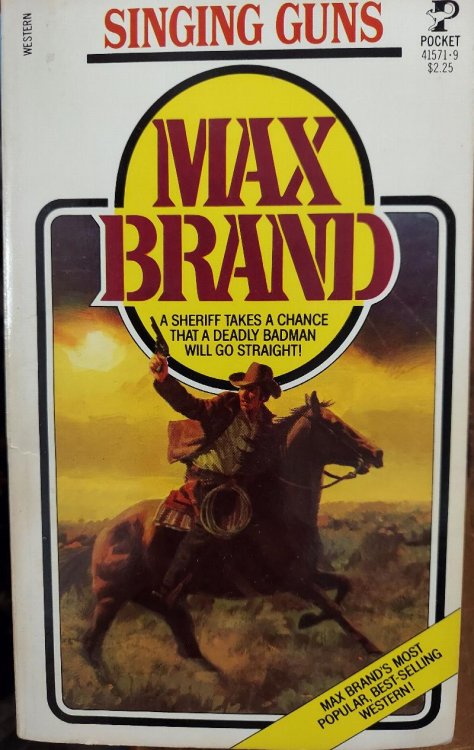 WESTERN
SINGING GUNS
POCKET
41571-9
$2.25
MAX
BRAND
A SHERIFF TAKES A CHANCE
THAT A DEADLY BADMAN
WILL GO STRAIGHT!
MAX BRAND'S MOST
POPULAR, BEST-SELLING
WESTERN!